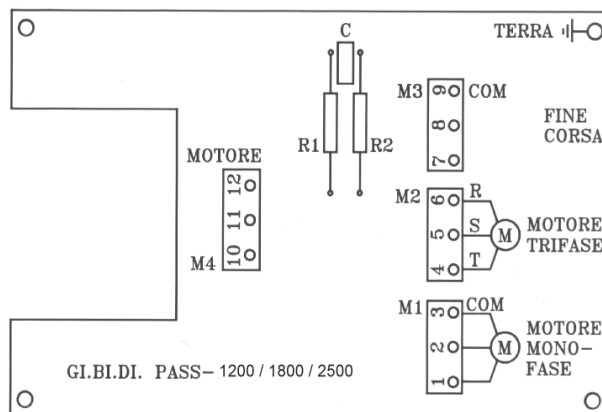 C
TERRA
M3
9 COM
8
7
FINE
CORSA
R1
R2
MOTORE
12
11
10
M4
M2
6 R
5 S
4 T
M
MOTORE
TRIFASE
M1
3 COM
2
1
M
MOTORE
MONO-
FASE
GI.BI.DI. PASS- 1200 / 1800 / 2500